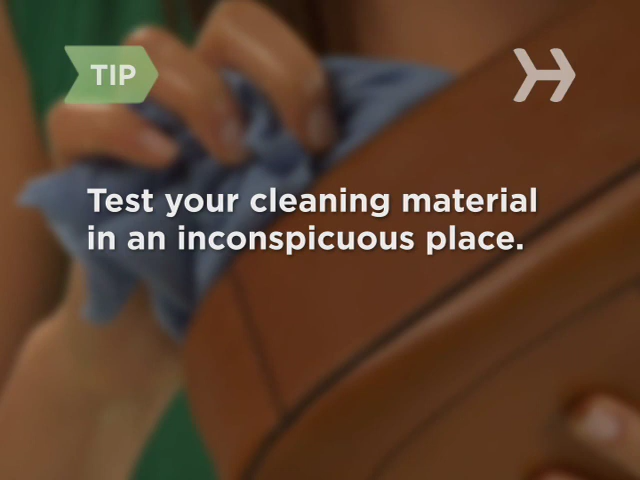 TIP
Test your cleaning material
in an inconspicuous place.